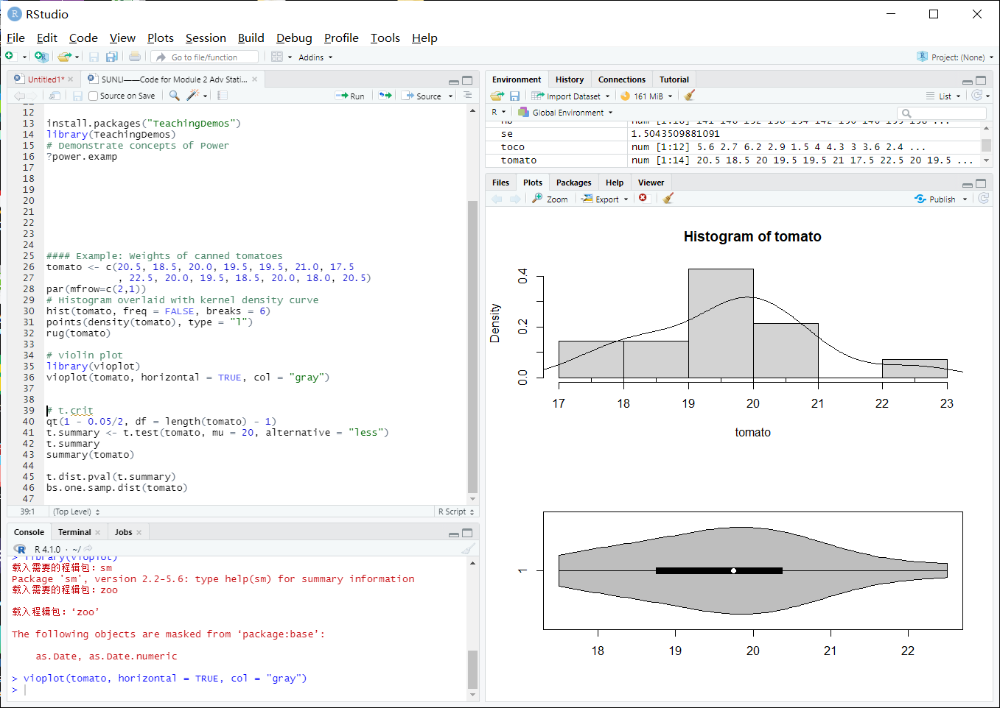 RStudio
File Edit Code View Plots Session Build Debug Profile Tools Help
Go to file/function Addins Project: (None)
Untitled1* SUNLI——Code for Module 2 Adv Stati...
Source on Save Run Source
12
13 install.packages("TeachingDemos")
14 library(TeachingDemos)
15 # Demonstrate concepts of Power
16 ?power.examp
17
18
19
20
21
22
23
24
25 #### Example: Weights of canned tomatoes
26 tomato <- c(20.5, 18.5, 20.0, 19.5, 19.5, 21.0, 17.5
27 , 22.5, 20.0, 19.5, 18.5, 20.0, 18.0, 20.5)
28 par(mfrow=c(2,1))
29 # Histogram overlaid with kernel density curve
30 hist(tomato, freq = FALSE, breaks = 6)
31 points(density(tomato), type = "l")
32 rug(tomato)
33
34 # violin plot
35 library(vioplot)
36 vioplot(tomato, horizontal = TRUE, col = "gray")
37
38
39 # t.crit
40 qt(1 - 0.05/2, df = length(tomato) - 1)
41 t.summary <- t.test(tomato, mu = 20, alternative = "less")
42 t.summary
43 summary(tomato)
44
45 t.dist.pval(t.summary)
46 bs.one.samp.dist(tomato)
47
39:1 (Top Level) R Script
Console Terminal Jobs
R 4.1.0 · ~/
> library(vioplot)
载入需要的程辑包：sm
Package 'sm', version 2.2-5.6: type help(sm) for summary information
载入需要的程辑包：zoo
载入程辑包：‘zoo’
The following objects are masked from ‘package:base’:
as.Date, as.Date.numeric
> vioplot(tomato, horizontal = TRUE, col = "gray")
>
Environment History Connections Tutorial
Import Dataset 161 MiB List
R Global Environment
se 1.5043509881091
toco num [1:12] 5.6 2.7 6.2 2.9 1.5 4 4.3 3 3.6 2.4 ...
tomato num [1:14] 20.5 18.5 20 19.5 19.5 21 17.5 22.5 20 19.5 ...
Files Plots Packages Help Viewer
Zoom Export Publish
Histogram of tomato
Density
0.0 0.2 0.4
17 18 19 20 21 22 23
tomato
1
18 19 20 21 22